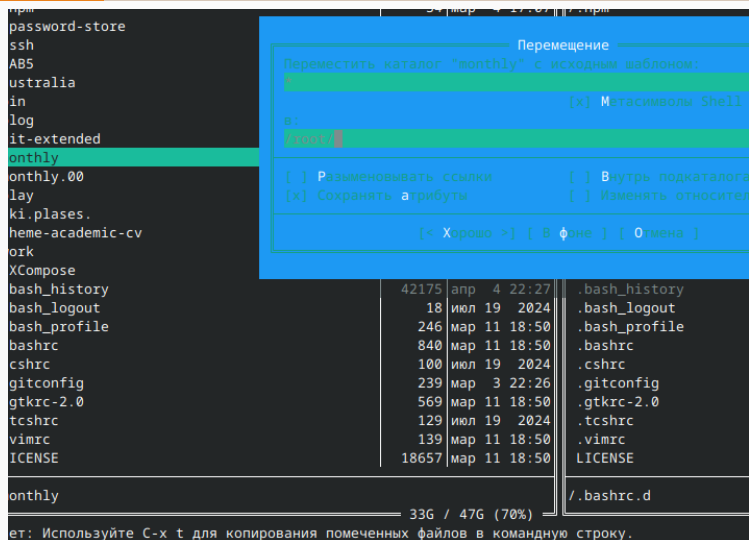 password-store
ssh
AB5
ustralia
in
log
it-extended
onthly
onthly.00
lay
ki.plases.
heme-academic-cv
ork
XCompose
Перемещение
Переместить каталог "monthly" с исходным шаблоном:
*
[x] Метасимволы Shell
в:
/root/
[ ] Разыменовывать ссылки [ ] Внутрь подкаталога
[x] Сохранять атрибуты [ ] Изменять относител
[< Хорошо >] [ В фоне ] [ Отмена ]
bash_history 42175 апр 4 22:27 .bash_history
bash_logout 18 июл 19 2024 .bash_logout
bash_profile 246 мар 11 18:50 .bash_profile
bashrc 840 мар 11 18:50 .bashrc
cshrc 100 июл 19 2024 .cshrc
gitconfig 239 мар 3 22:26 .gitconfig
gtkrc-2.0 569 мар 11 18:50 .gtkrc-2.0
tcshrc 129 июл 19 2024 .tcshrc
vimrc 139 мар 11 18:50 .vimrc
ICENSE 18657 мар 11 18:50 LICENSE
onthly /.bashrc.d
33G / 47G (70%)
ет: Используйте C-x t для копирования помеченных файлов в командную строку.